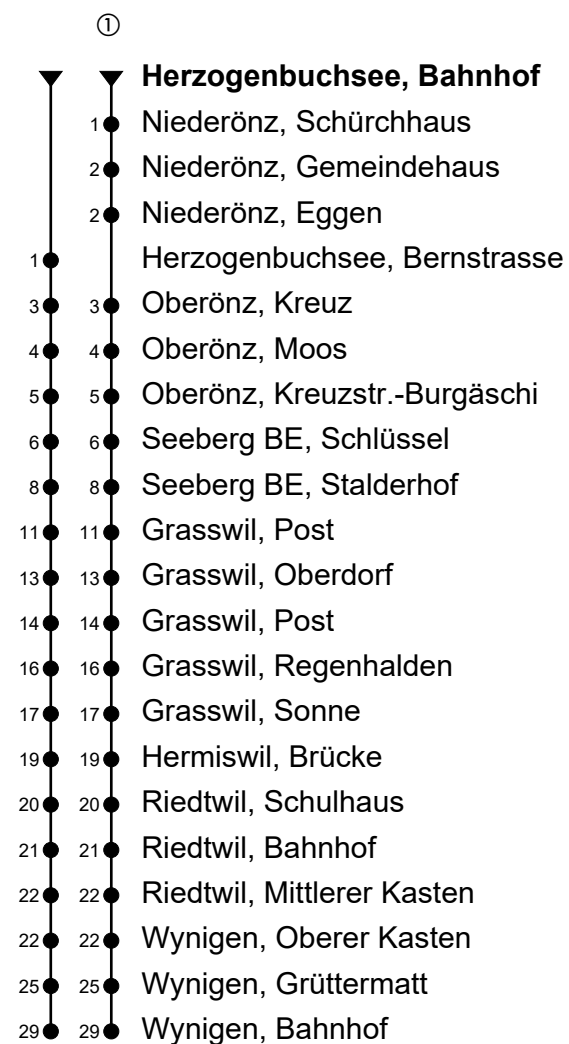 ①
Herzogenbuchsee, Bahnhof
1 Niederönz, Schürchhaus
2 Niederönz, Gemeindehaus
2 Niederönz, Eggen
1 Herzogenbuchsee, Bernstrasse
3 3 Oberönz, Kreuz
4 4 Oberönz, Moos
5 5 Oberönz, Kreuzstr.-Burgäschi
6 6 Seeberg BE, Schlüssel
8 8 Seeberg BE, Stalderhof
11 11 Grasswil, Post
13 13 Grasswil, Oberdorf
14 14 Grasswil, Post
16 16 Grasswil, Regenhalden
17 17 Grasswil, Sonne
19 19 Hermiswil, Brücke
20 20 Riedtwil, Schulhaus
21 21 Riedtwil, Bahnhof
22 22 Riedtwil, Mittlerer Kasten
22 22 Wynigen, Oberer Kasten
25 25 Wynigen, Grüttermatt
29 29 Wynigen, Bahnhof